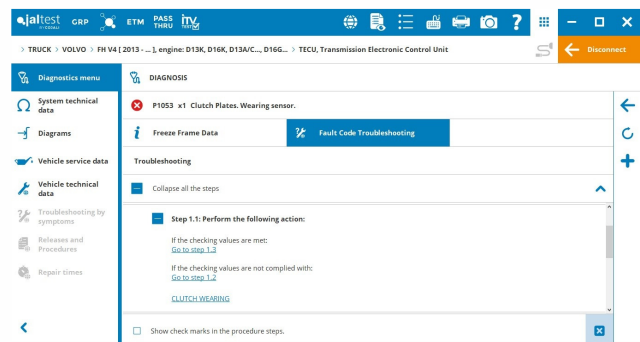 jaltest
BY COJALI
GRP
ETM
PASS
THRU
itv
?
> TRUCK > VOLVO > FH V4 [ 2013 - ... ], engine: D13K, D16K, D13A/C..., D16G... > TECU, Transmission Electronic Control Unit
Disconnect
Diagnostics menu
DIAGNOSIS
System technical
data
P1053 x1 Clutch Plates. Wearing sensor.
Diagrams
i Freeze Frame Data
Fault Code Troubleshooting
Vehicle service data
Troubleshooting
Vehicle technical
data
Collapse all the steps
Troubleshooting by
symptoms
Step 1.1: Perform the following action:
Releases and
Procedures
If the checking values are met:
Go to step 1.3
Repair times
If the checking values are not complied with:
Go to step 1.2
CLUTCH WEARING
Show check marks in the procedure steps.